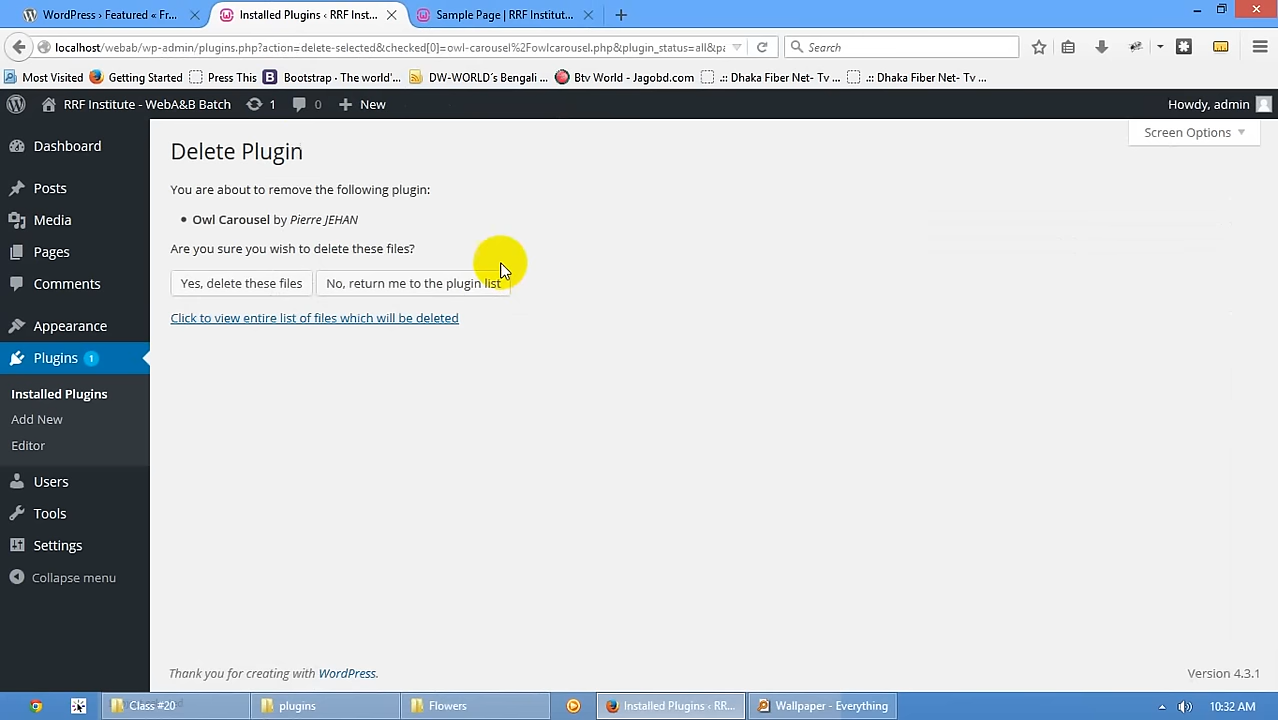 WordPress › Featured « Fr...
Installed Plugins ‹ RRF Inst...
Sample Page | RRF Institut...
localhost/webab/wp-admin/plugins.php?action=delete-selected&checked[0]=owl-carousel%2Fowlcarousel.php&plugin_status=all&pa
Search
Most Visited
Getting Started
Press This
Bootstrap · The world'...
DW-WORLD's Bengali ...
Btv World - Jagobd.com
.:: Dhaka Fiber Net- Tv ...
.:: Dhaka Fiber Net- Tv ...
RRF Institute - WebA&B Batch
1
0
New
Howdy, admin
Screen Options
Dashboard
Posts
Media
Pages
Comments
Appearance
Plugins 1
Installed Plugins
Add New
Editor
Users
Tools
Settings
Collapse menu
Delete Plugin
You are about to remove the following plugin:
• Owl Carousel by Pierre JEHAN
Are you sure you wish to delete these files?
Yes, delete these files
No, return me to the plugin list
Click to view entire list of files which will be deleted
Thank you for creating with WordPress.
Version 4.3.1
Class #20
plugins
Flowers
Installed Plugins ‹ RR...
Wallpaper - Everything
10:32 AM